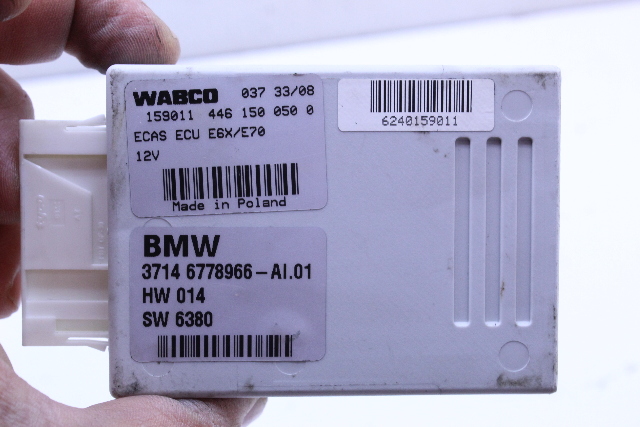 WABCO 037 33/08
159011 446 150 050 0
ECAS ECU E6X/E70
12V
Made in Poland
6240159011
BMW
3714 6778966-AI.01
HW 014
SW 6380